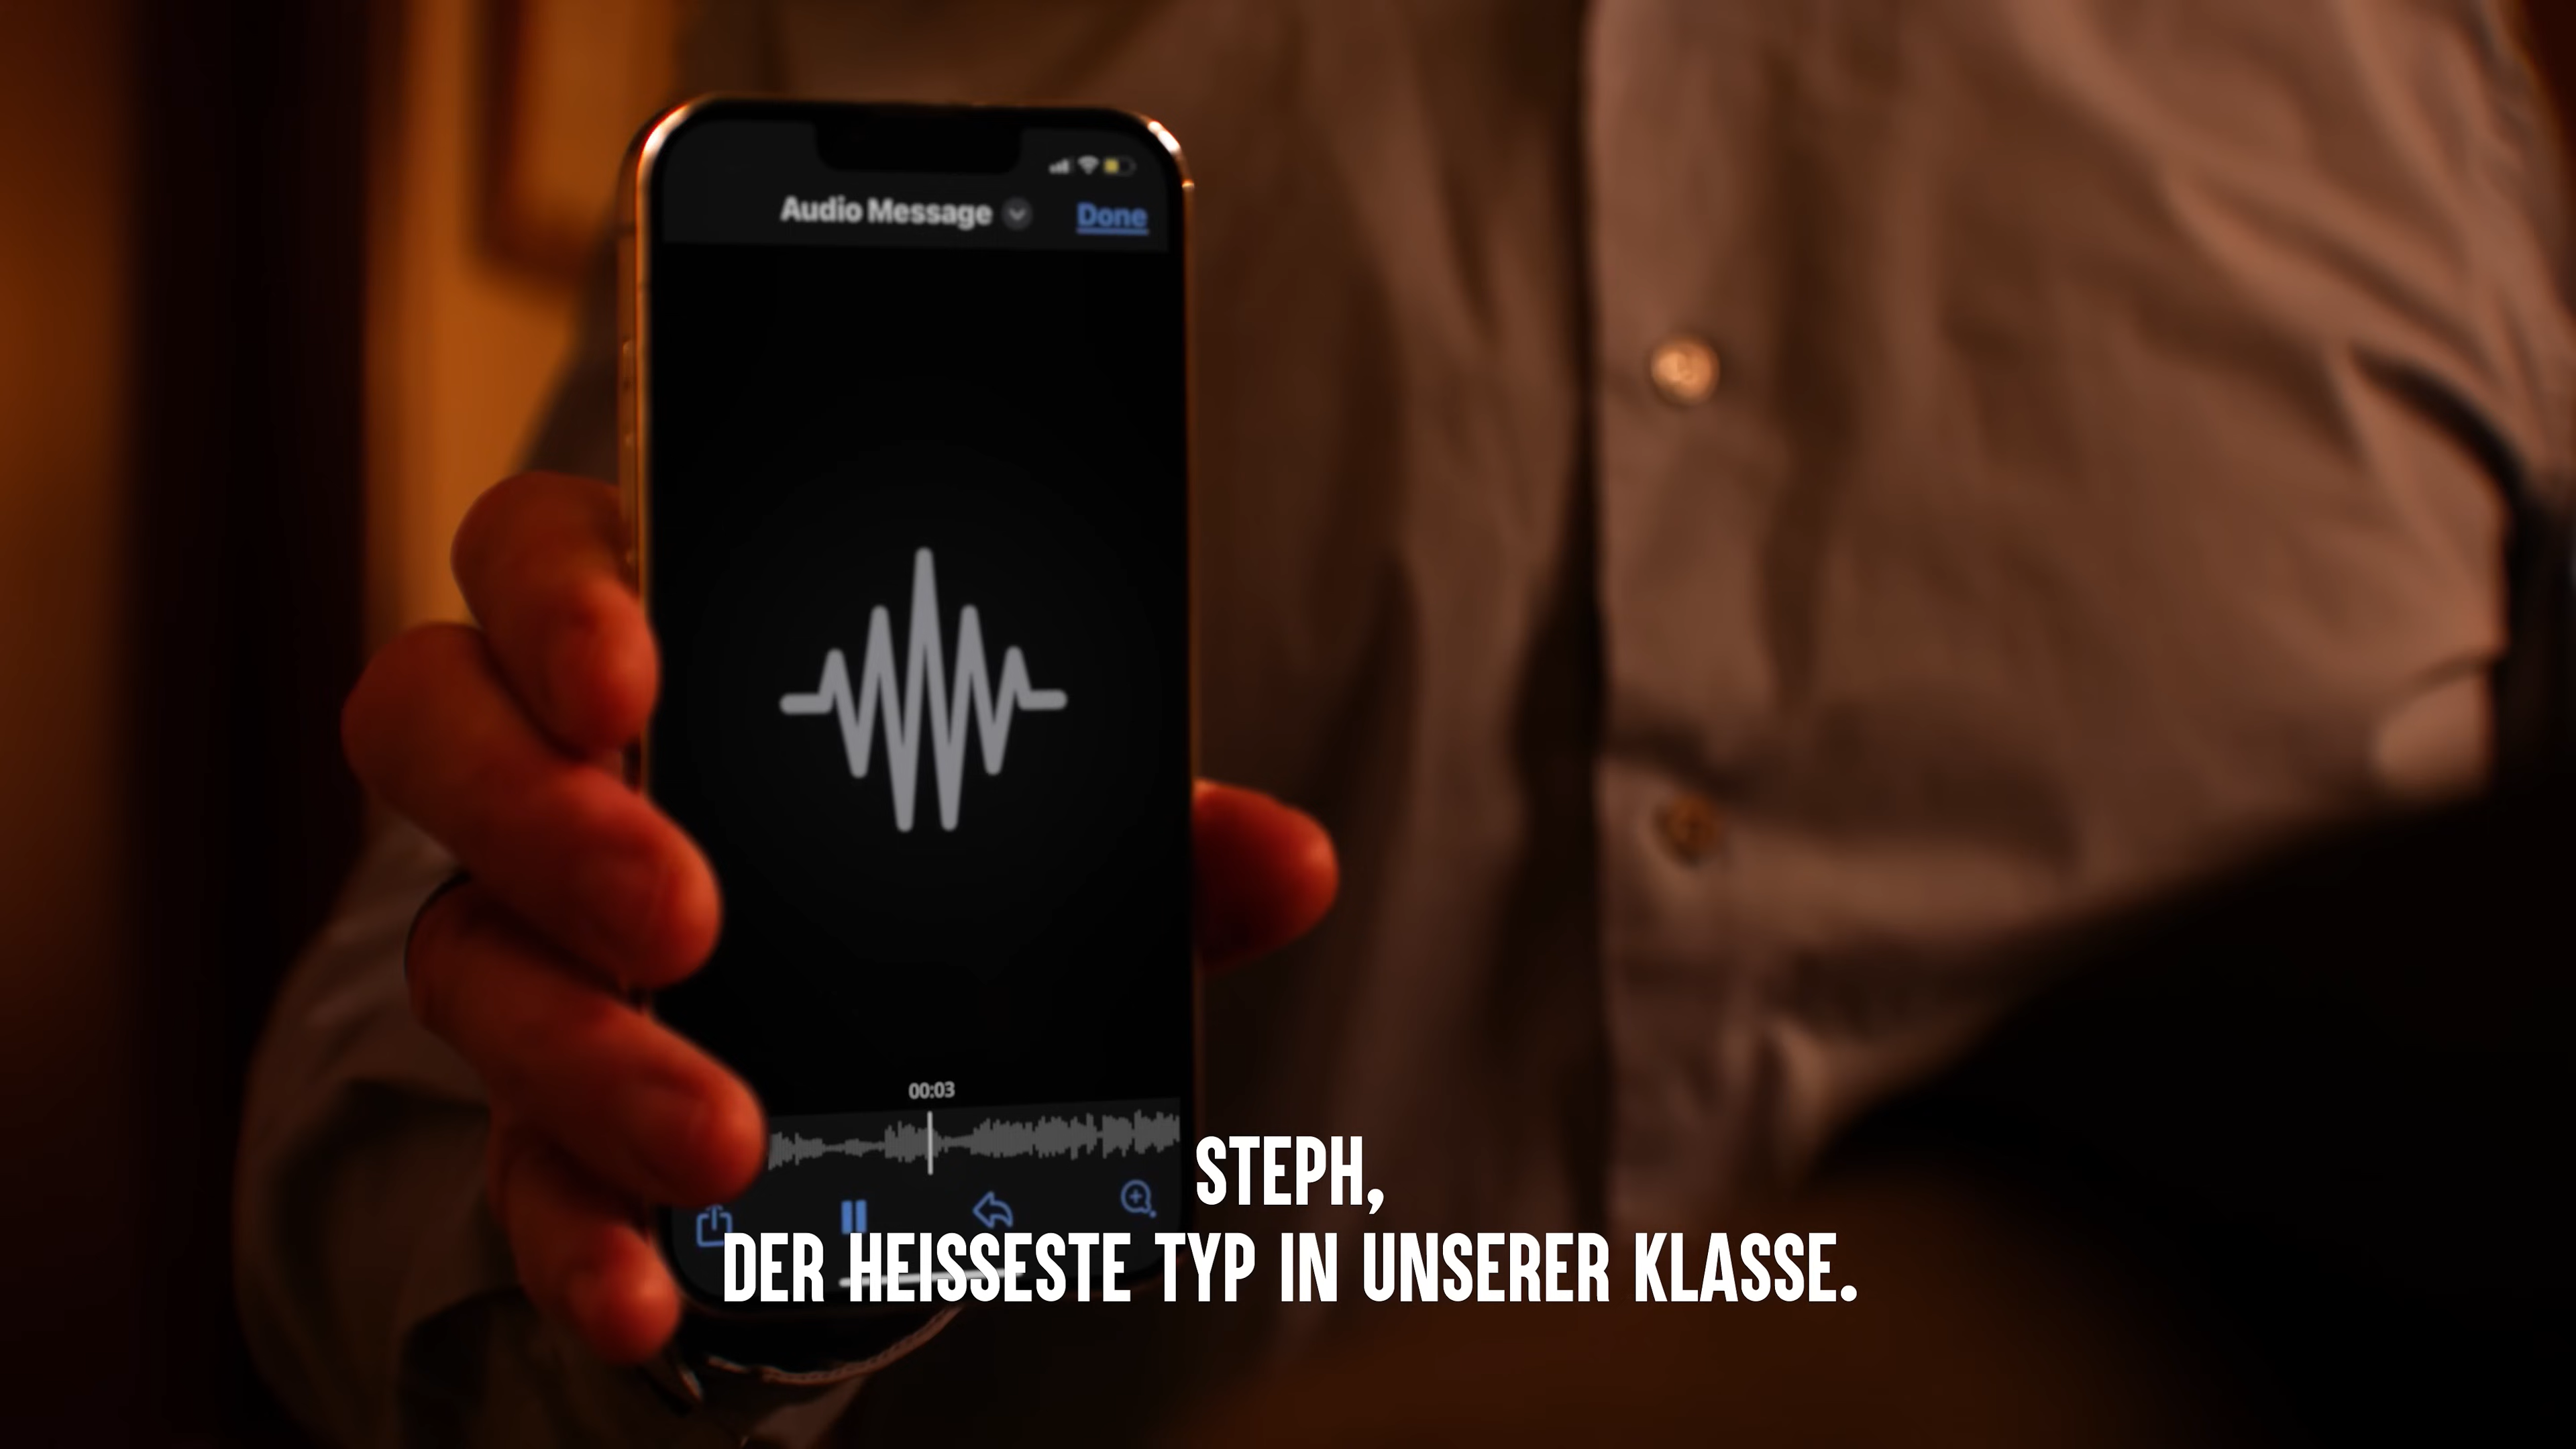 Audio Message
Done
00:03
STEPH,
DER HEISSESTE TYP IN UNSERER KLASSE.